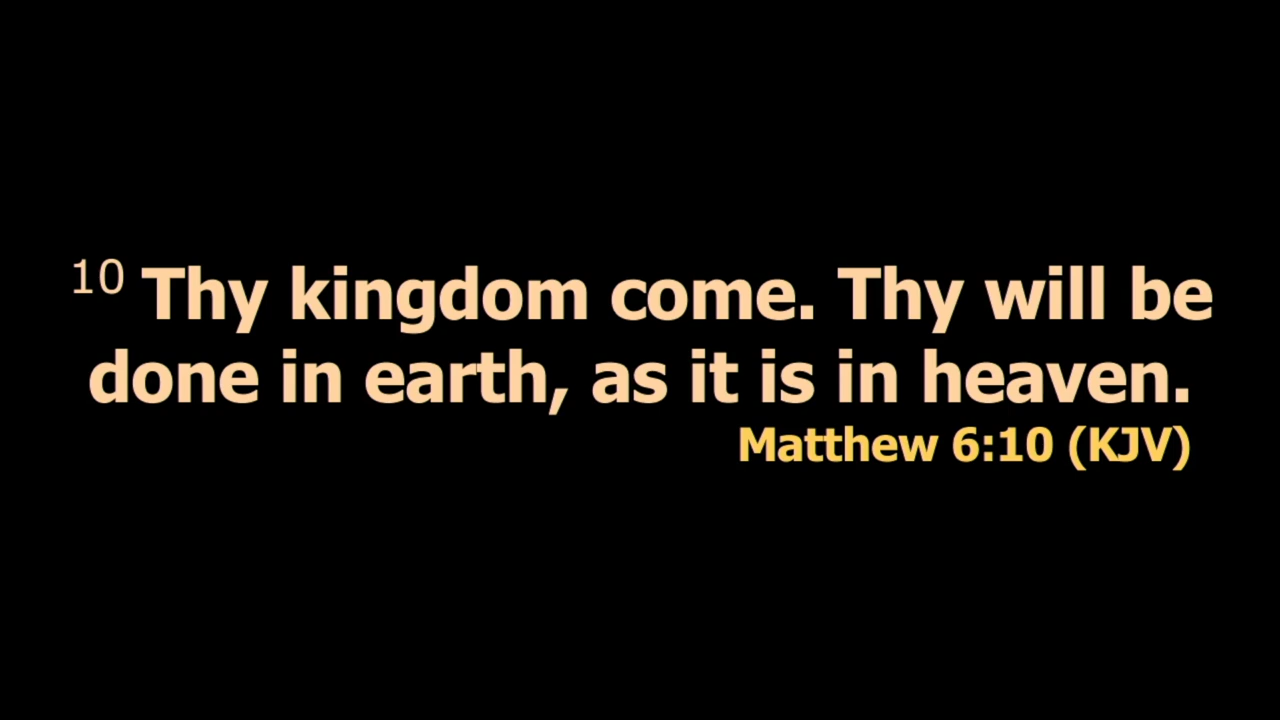 10 Thy kingdom come. Thy will be
done in earth, as it is in heaven.
Matthew 6:10 (KJV)